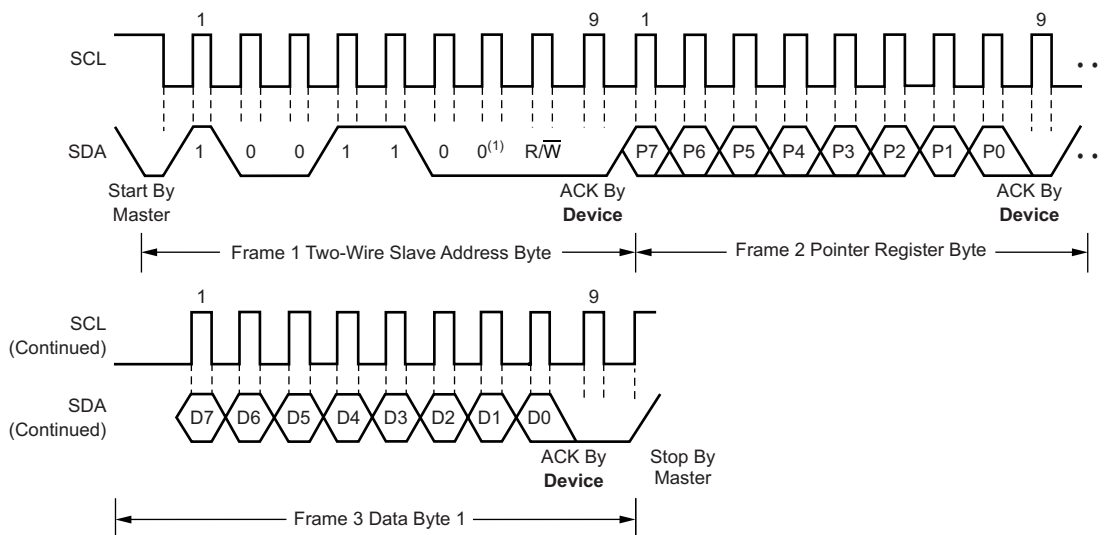 1 9 1 9
SCL
SDA
1 0 0 1 1 0 0(1) R/W̅ P7 P6 P5 P4 P3 P2 P1 P0
Start By
Master
ACK By
Device
ACK By
Device
Frame 1 Two-Wire Slave Address Byte
Frame 2 Pointer Register Byte
1 9
SCL
(Continued)
SDA
(Continued)
D7 D6 D5 D4 D3 D2 D1 D0
ACK By
Device
Stop By
Master
Frame 3 Data Byte 1